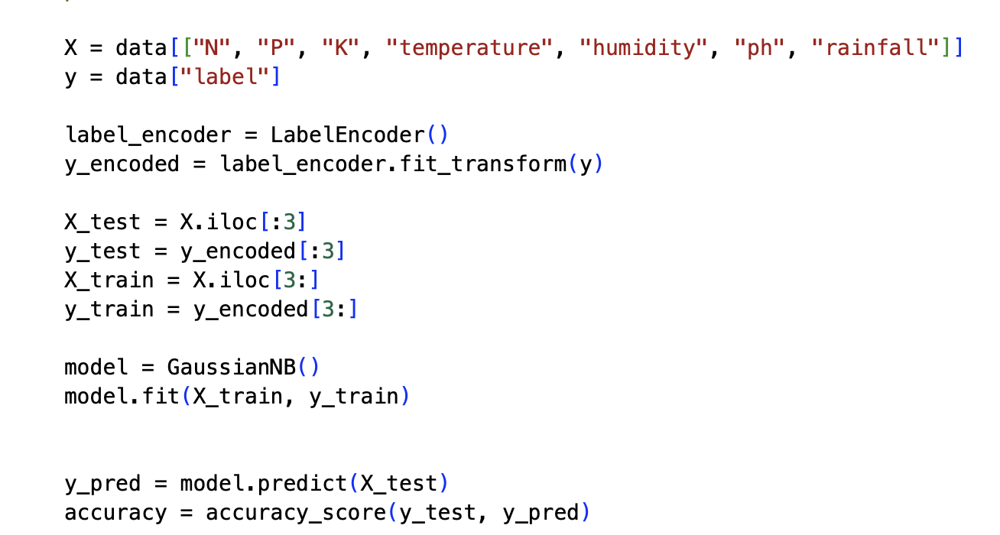 X = data[["N", "P", "K", "temperature", "humidity", "ph", "rainfall"]]
y = data["label"]
label_encoder = LabelEncoder()
y_encoded = label_encoder.fit_transform(y)
X_test = X.iloc[:3]
y_test = y_encoded[:3]
X_train = X.iloc[3:]
y_train = y_encoded[3:]
model = GaussianNB()
model.fit(X_train, y_train)
y_pred = model.predict(X_test)
accuracy = accuracy_score(y_test, y_pred)